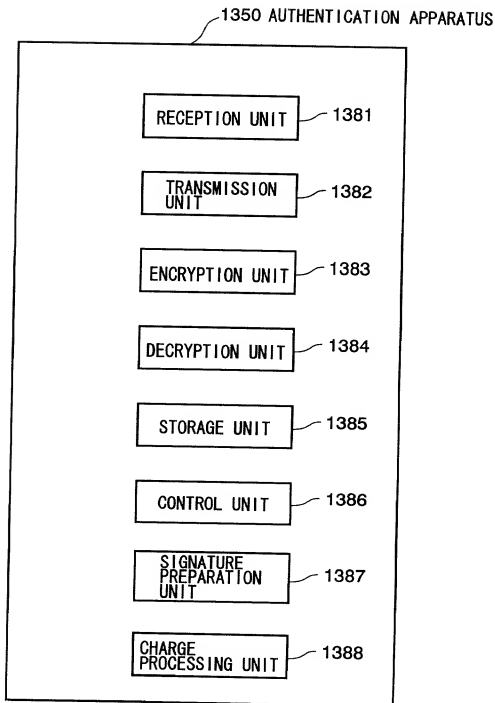 1350 AUTHENTICATION APPARATUS
RECEPTION UNIT
1381
TRANSMISSION
UNIT
1382
ENCRYPTION UNIT
1383
DECRYPTION UNIT
1384
STORAGE UNIT
1385
CONTROL UNIT
1386
SIGNATURE
PREPARATION
UNIT
1387
CHARGE
PROCESSING UNIT
1388